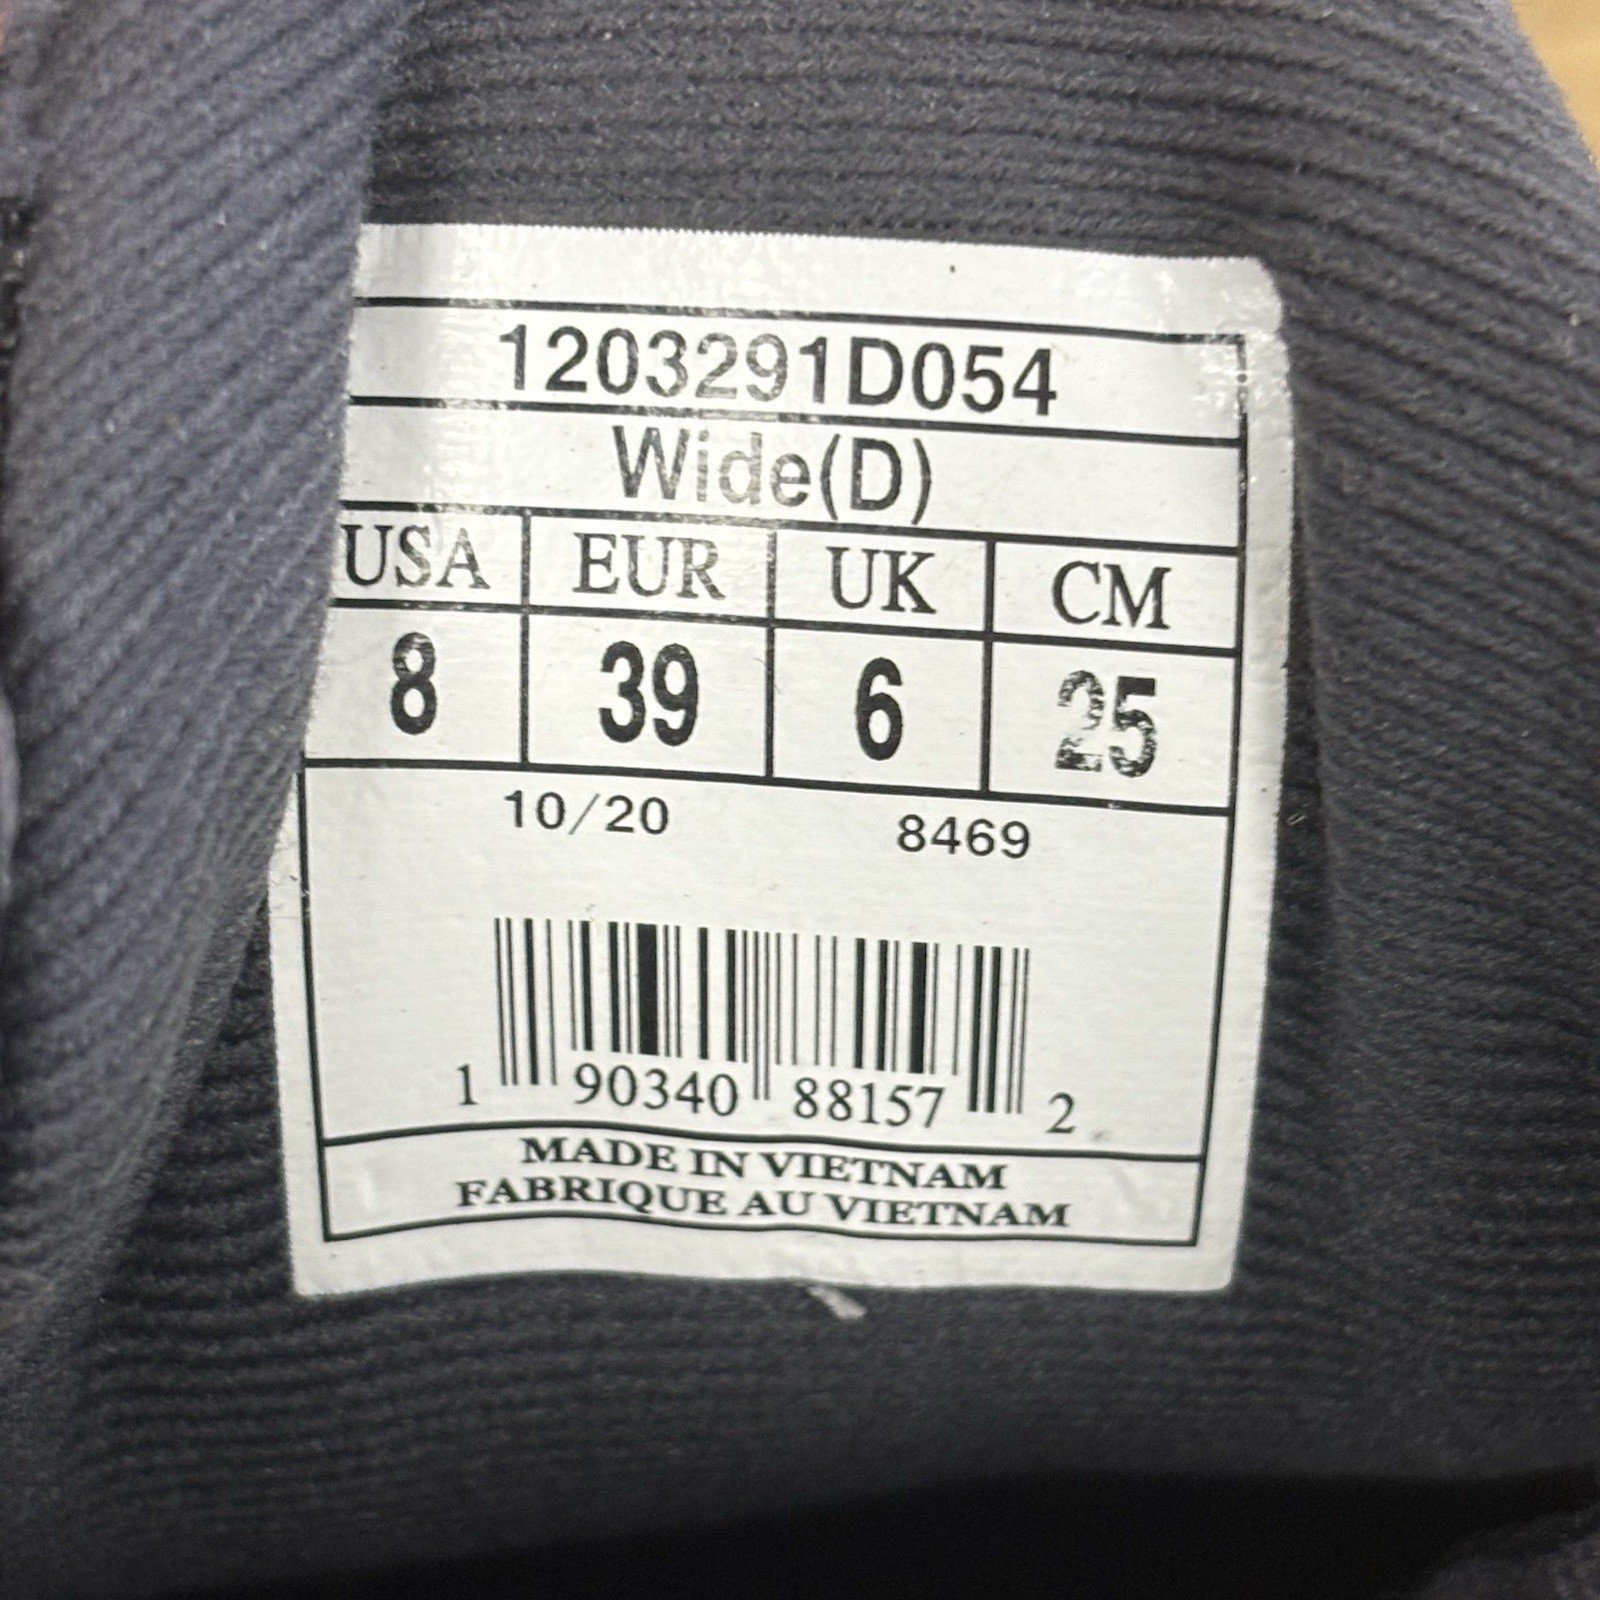 1203291D054
Wide(D)
USA EUR UK CM
8 39 6 25
10/20 8469
1 90340 88157 2
MADE IN VIETNAM
FABRIQUE AU VIETNAM